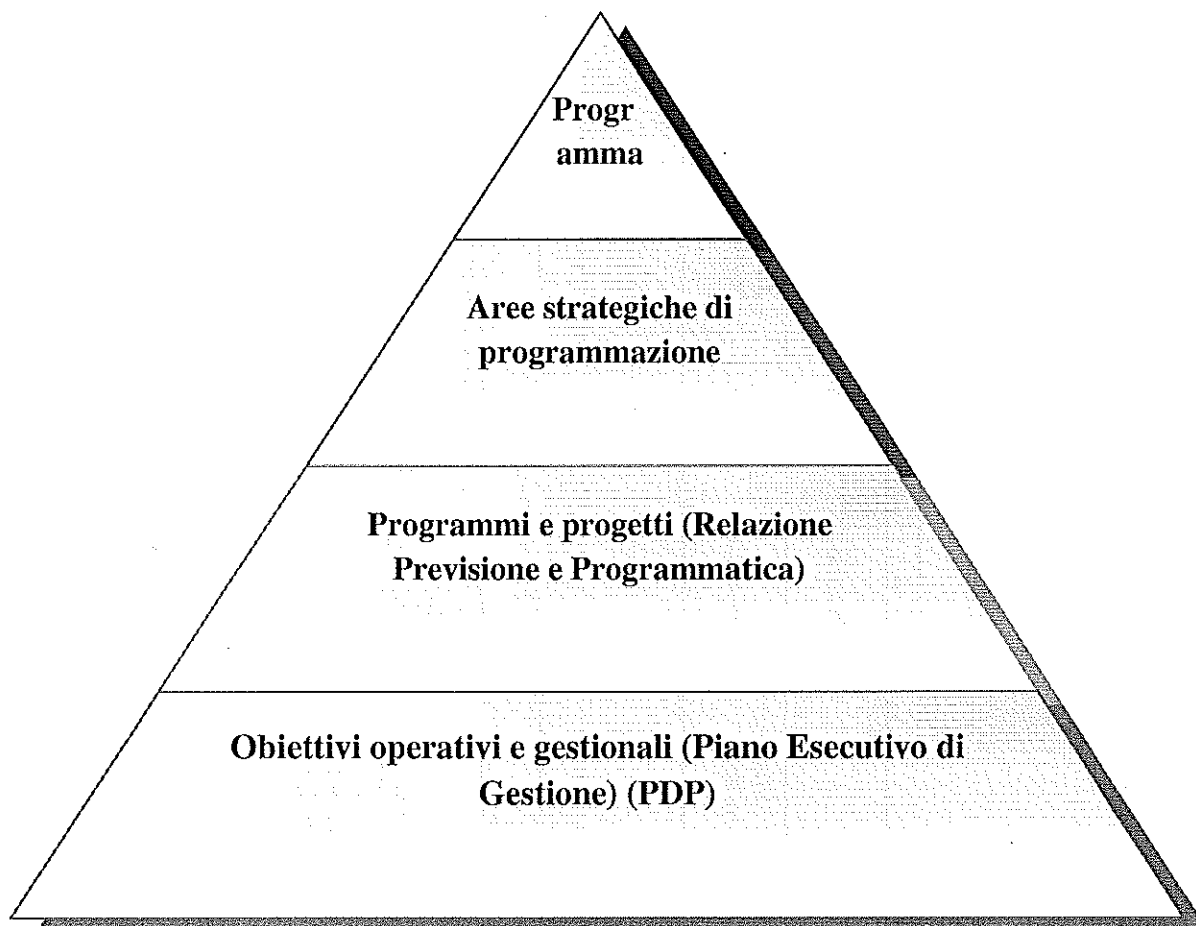 Progr
amma
Aree strategiche di
programmazione
Programmi e progetti (Relazione
Previsione e Programmatica)
Obiettivi operativi e gestionali (Piano Esecutivo di
Gestione) (PDP)